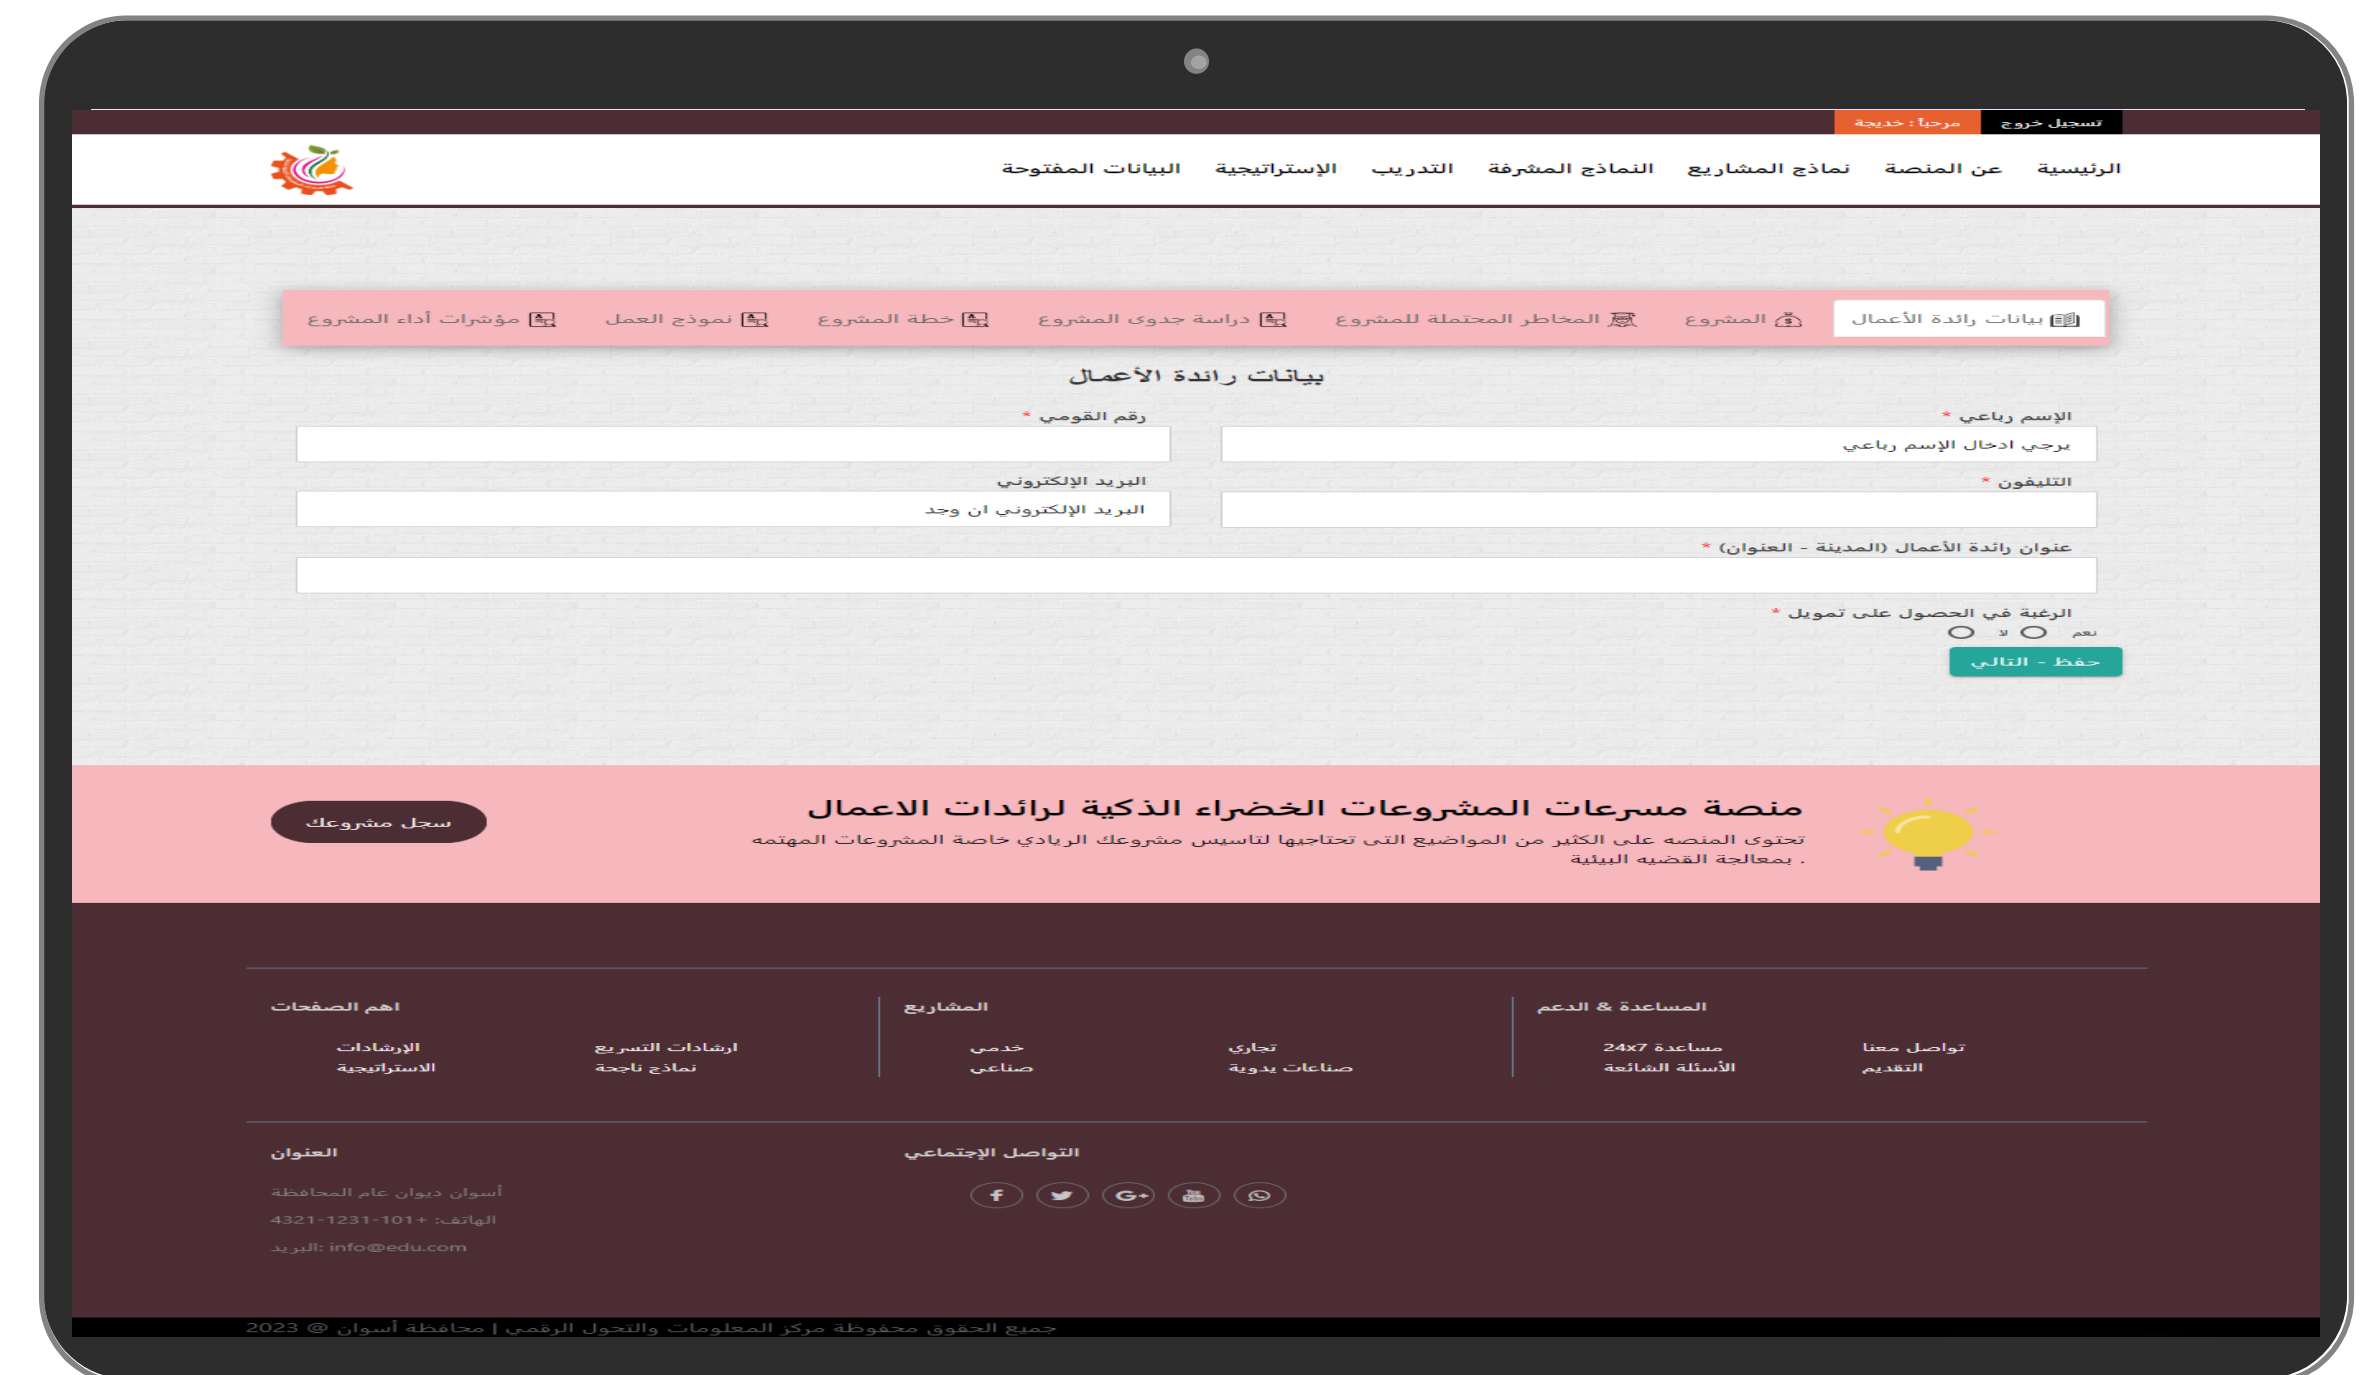 تسجيل خروج
مرحباً : خديجة
الرئيسية عن المنصة نماذج المشاريع النماذج المشرفة التدريب الإستراتيجية البيانات المفتوحة
بيانات رائدة الأعمال المشروع المخاطر المحتملة للمشروع دراسة جدوى المشروع خطة المشروع نموذج العمل مؤشرات أداء المشروع
بيانات رائدة الأعمال
الإسم رباعي * رقم القومي *
يرجي ادخال الإسم رباعي
التليفون * البريد الإلكتروني
البريد الإلكتروني ان وجد
عنوان رائدة الأعمال (المدينة - العنوان) *
الرغبة في الحصول على تمويل *
نعم لا
حفظ - التالي
منصة مسرعات المشروعات الخضراء الذكية لرائدات الاعمال
تحتوى المنصه على الكثير من المواضيع التى تحتاجيها لتاسيس مشروعك الريادي خاصة المشروعات المهتمه
بمعالجة القضيه البيئية .
سجل مشروعك
المساعدة & الدعم المشاريع اهم الصفحات
تواصل معنا مساعدة 24x7 تجاري خدمي ارشادات التسريع الإرشادات
التقديم الأسئلة الشائعة صناعات يدوية صناعي نماذج ناجحة الاستراتيجية
التواصل الإجتماعي العنوان
أسوان ديوان عام المحافظة
الهاتف: +101-1231-4321
البريد: info@edu.com
جميع الحقوق محفوظة مركز المعلومات والتحول الرقمي | محافظة أسوان @ 2023